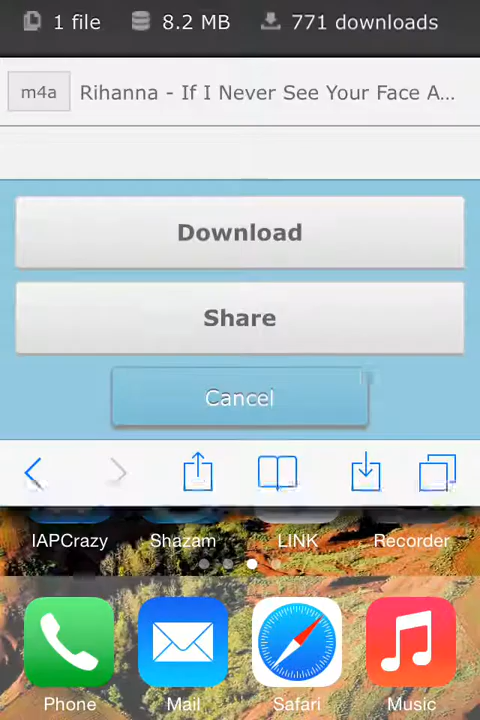 1 file 8.2 MB 771 downloads
m4a Rihanna - If I Never See Your Face A...
Download
Share
Cancel
IAPCrazy Shazam LINK Recorder
Phone Mail Safari Music